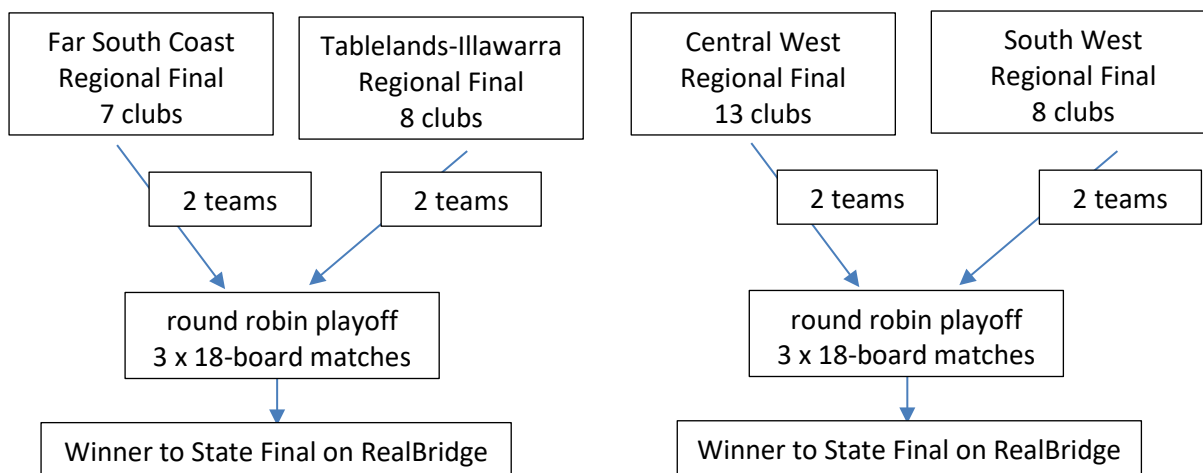 Far South Coast
Regional Final
7 clubs
Tablelands-Illawarra
Regional Final
8 clubs
Central West
Regional Final
13 clubs
South West
Regional Final
8 clubs
2 teams
2 teams
2 teams
2 teams
round robin playoff
3 x 18-board matches
round robin playoff
3 x 18-board matches
Winner to State Final on RealBridge
Winner to State Final on RealBridge